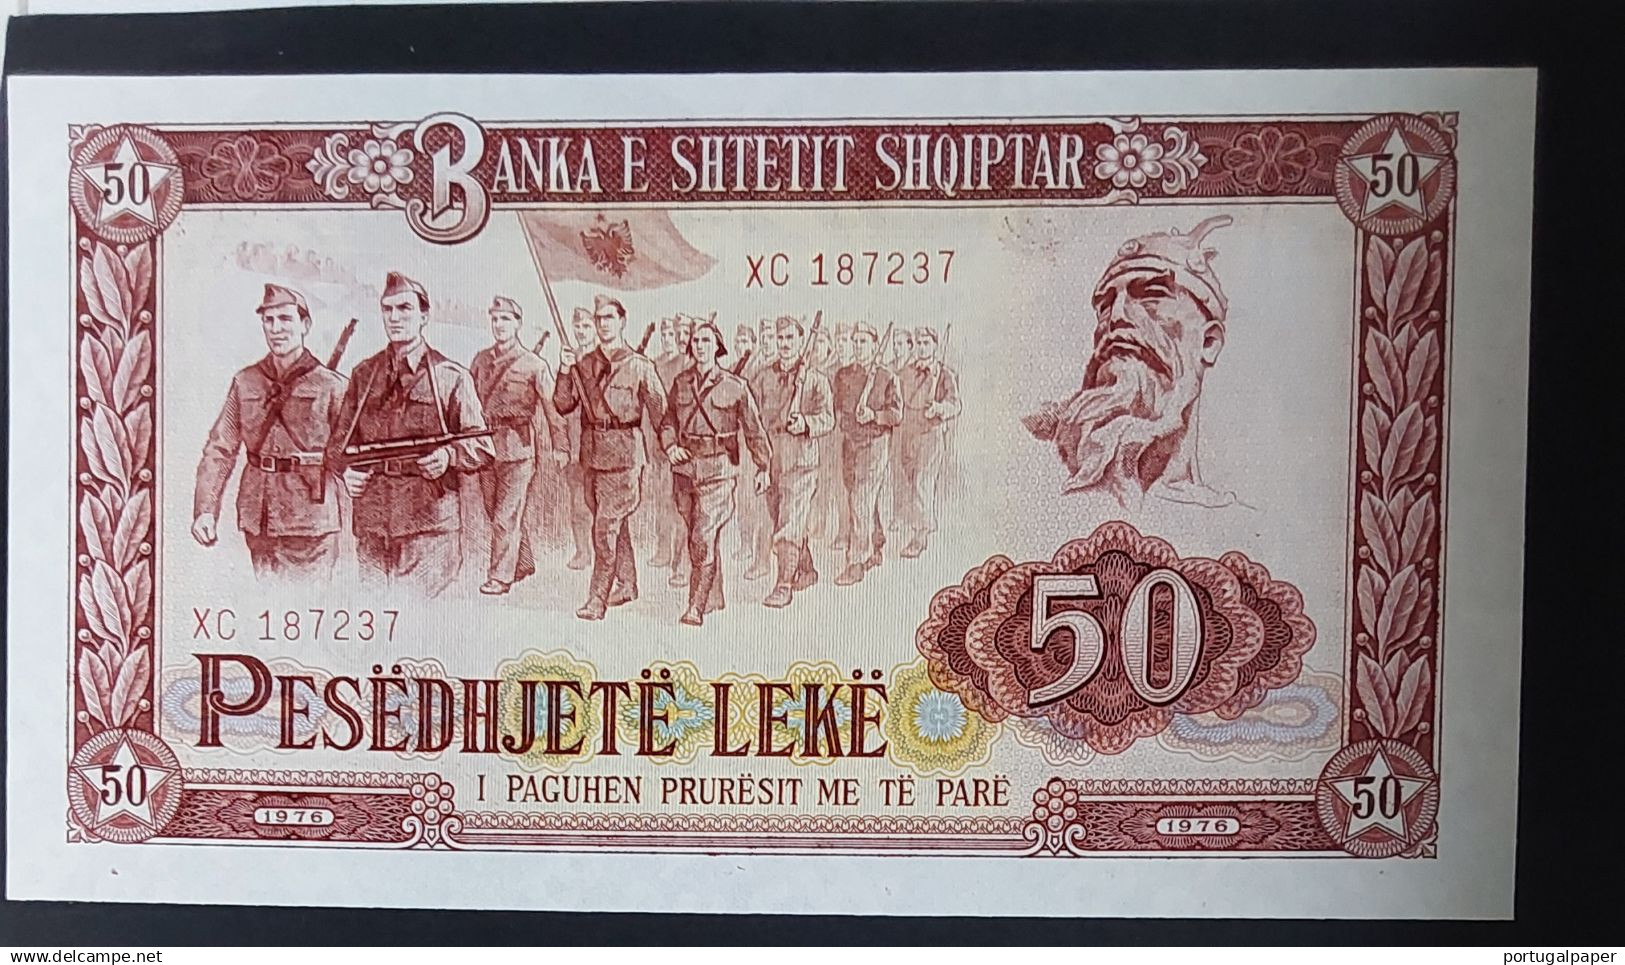 50
BANKA E SHTETIT SHQIPTAR
50
XC 187237
XC 187237
PESËDHJETË LEKË
50
I PAGUHEN PRURËSIT ME TË PARË
50
1976
1976
50
portugalpaper